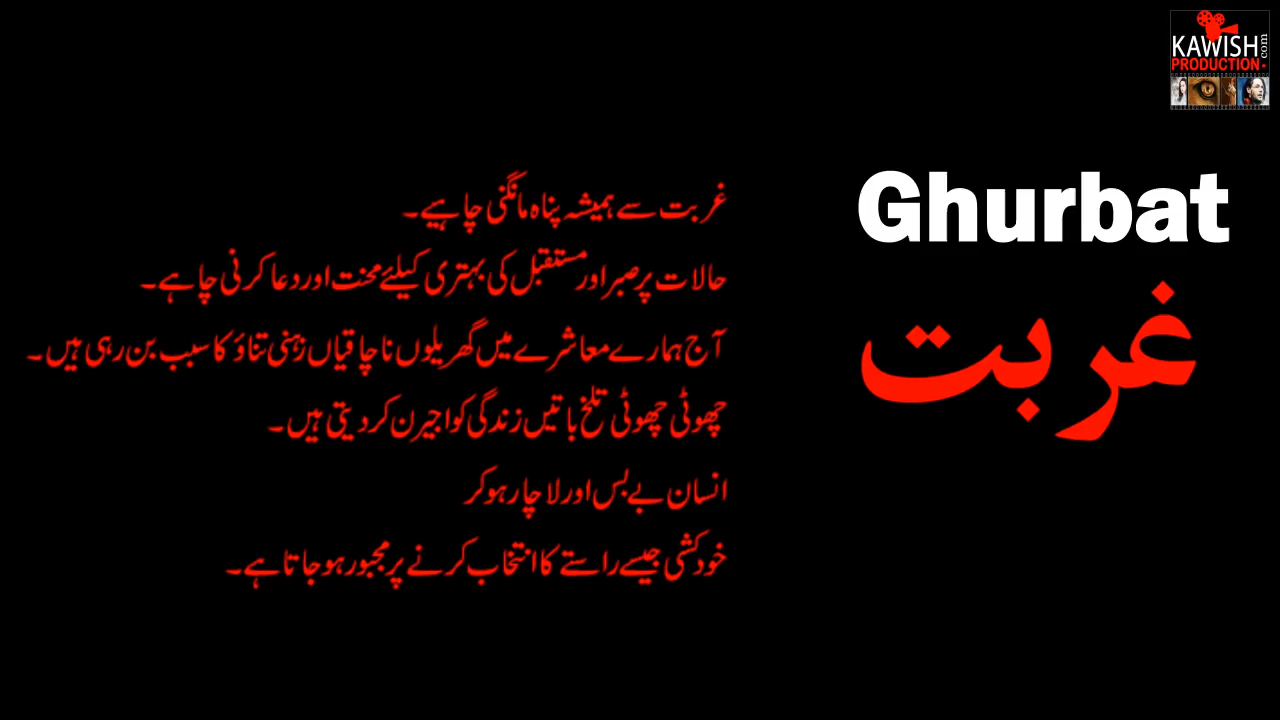 KAWISH.com
PRODUCTION
Ghurbat
غربت
غربت سے ہمیشہ پناہ مانگنی چاہیے۔
حالات پر صبر اور مستقبل کی بہتری کیلئے محنت اور دعا کرنی چاہے۔
آج ہمارے معاشرے میں گھریلوں ناچاقیاں زہنی تناؤ کا سبب بن رہی ہیں۔
چھوٹی چھوٹی تلخ باتیں زندگی کو اجیرن کر دیتی ہیں۔
انسان بے بس اور لاچار ہو کر
خودکشی جیسے راستے کا انتخاب کرنے پر مجبور ہو جاتا ہے۔